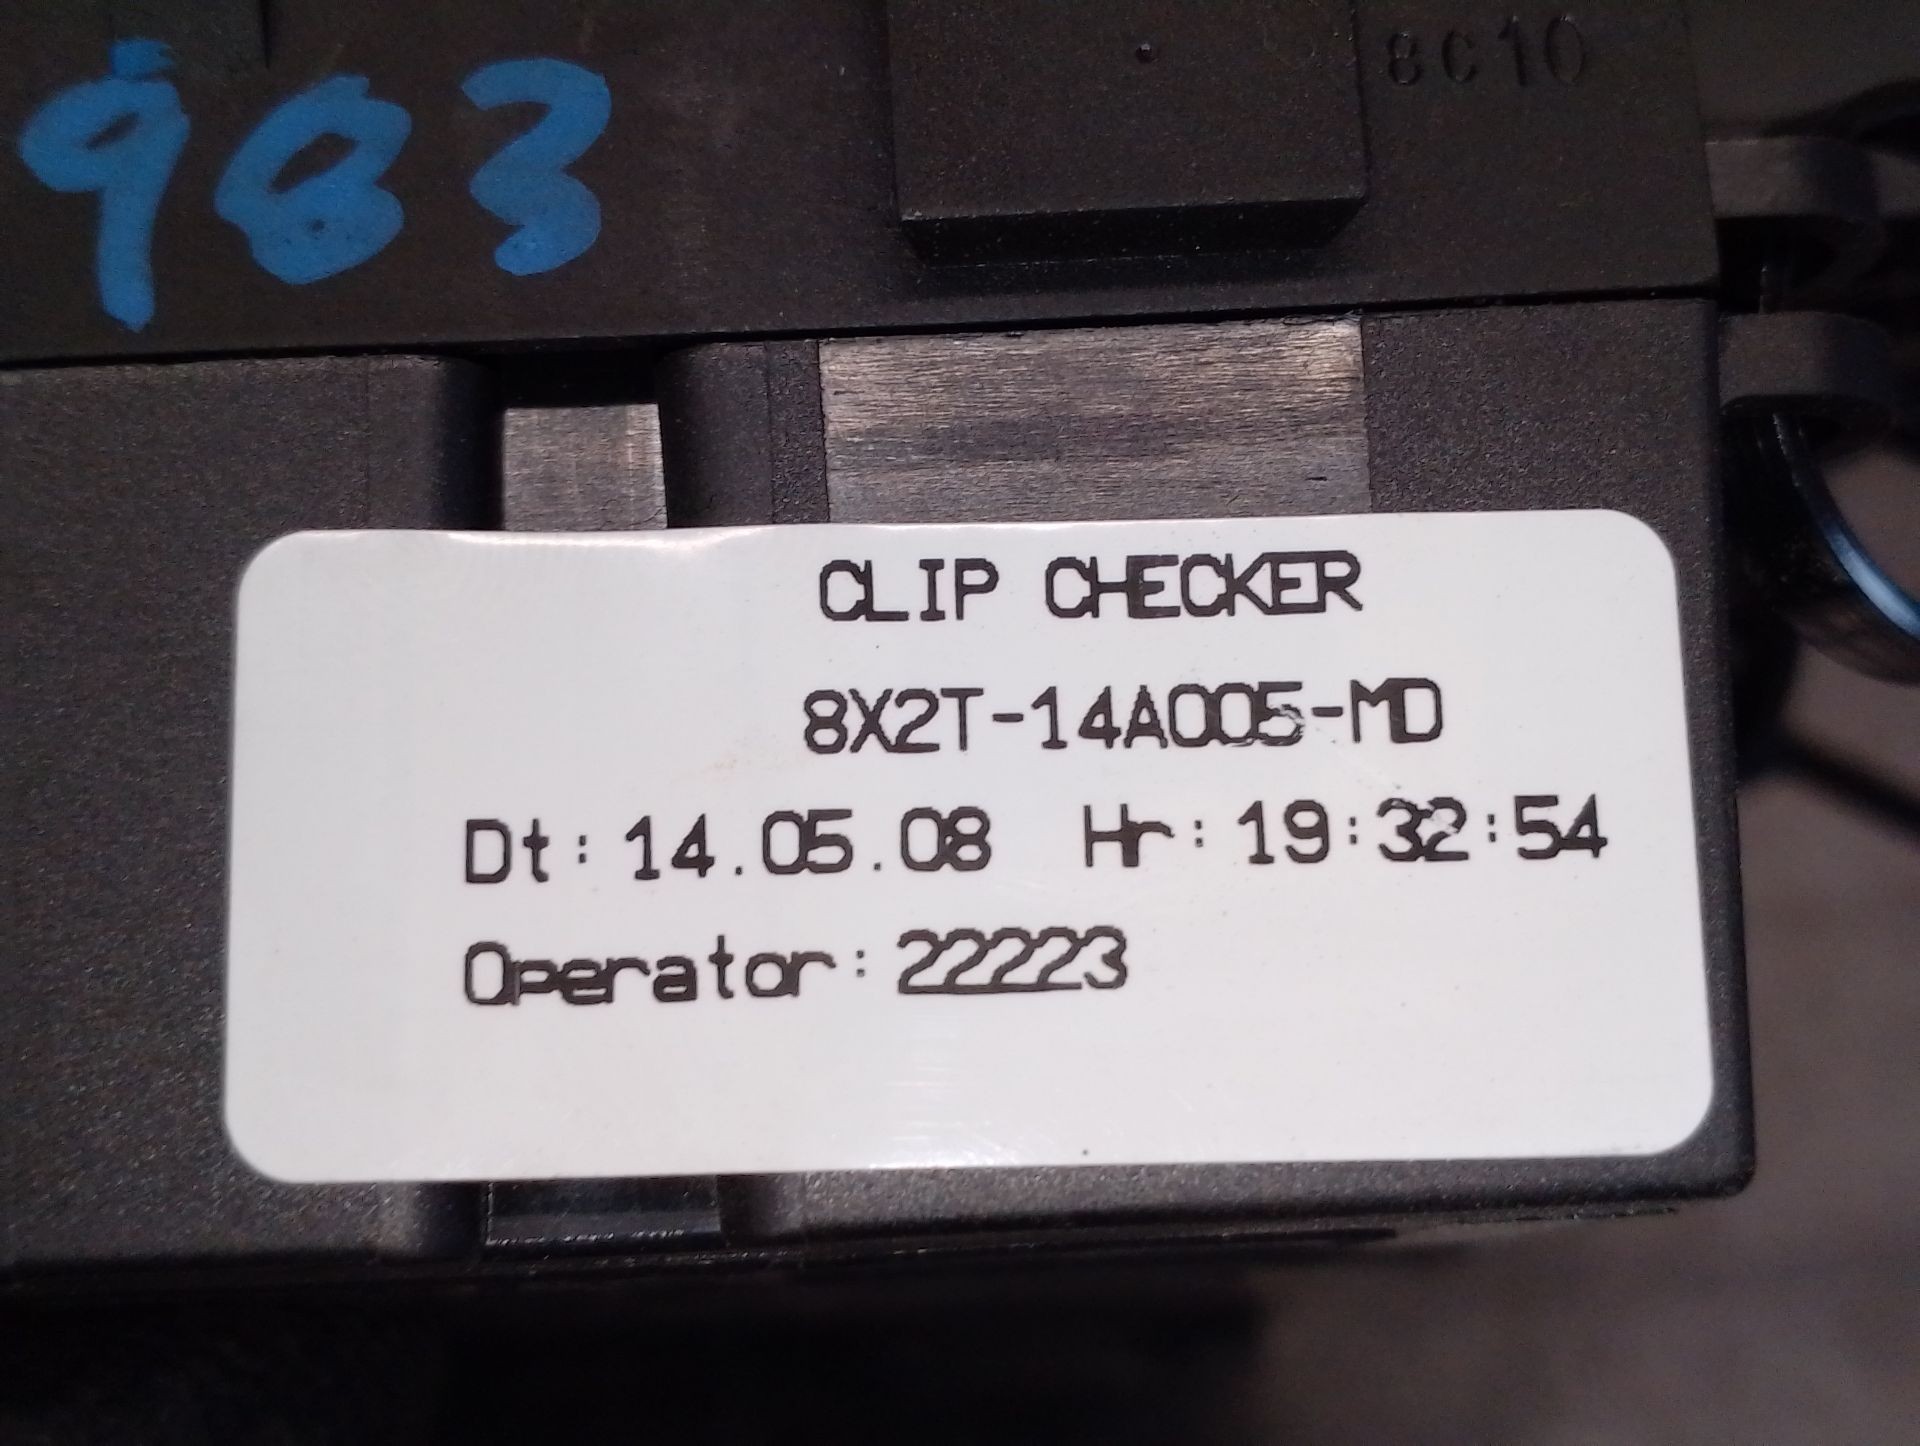 983
8C10
CLIP CHECKER
8X2T-14A005-MD
Dt: 14.05.08 Hr: 19:32:54
Operator: 22223